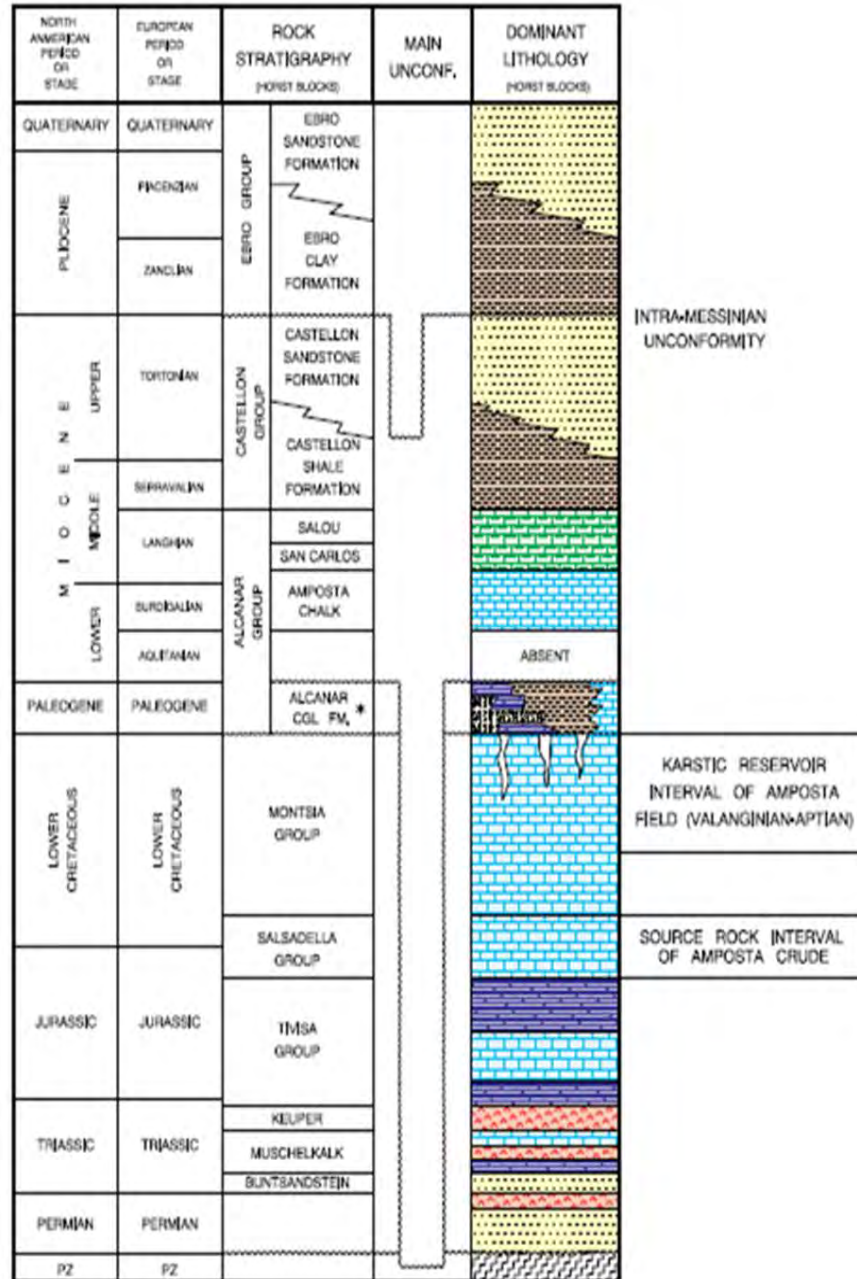 NORTH
ANMERICAN
PERIOD
OR
STAGE
EUROPEAN
PERIOD
OR
STAGE
ROCK
STRATIGRAPHY
(HORST BLOCKS)
MAIN
UNCONF.
DOMINANT
LITHOLOGY
(HORST BLOCKS)
QUATERNARY
QUATERNARY
PLIOCENE
PIACENZIAN
ZANCLIAN
EBRO GROUP
EBRO
SANDSTONE
FORMATION
EBRO
CLAY
FORMATION
INTRA-MESSINIAN
UNCONFORMITY
MIOCENE
UPPER
MIDDLE
LOWER
TORTONIAN
SERRAVALIAN
LANGHIAN
BURDIGALIAN
AQUITANIAN
CASTELLON
GROUP
CASTELLON
SANDSTONE
FORMATION
CASTELLON
SHALE
FORMATION
ALCANAR
GROUP
SALOU
SAN CARLOS
AMPOSTA
CHALK
ABSENT
PALEOGENE
PALEOGENE
ALCANAR
CGL FM. *
LOWER
CRETACEOUS
LOWER
CRETACEOUS
MONTSIA
GROUP
KARSTIC RESERVOIR
INTERVAL OF AMPOSTA
FIELD (VALANGINIAN-APTIAN)
SALSADELLA
GROUP
SOURCE ROCK INTERVAL
OF AMPOSTA CRUDE
JURASSIC
JURASSIC
TIVISA
GROUP
TRIASSIC
TRIASSIC
KEUPER
MUSCHELKALK
BUNTSANDSTEIN
PERMIAN
PERMIAN
PZ
PZ